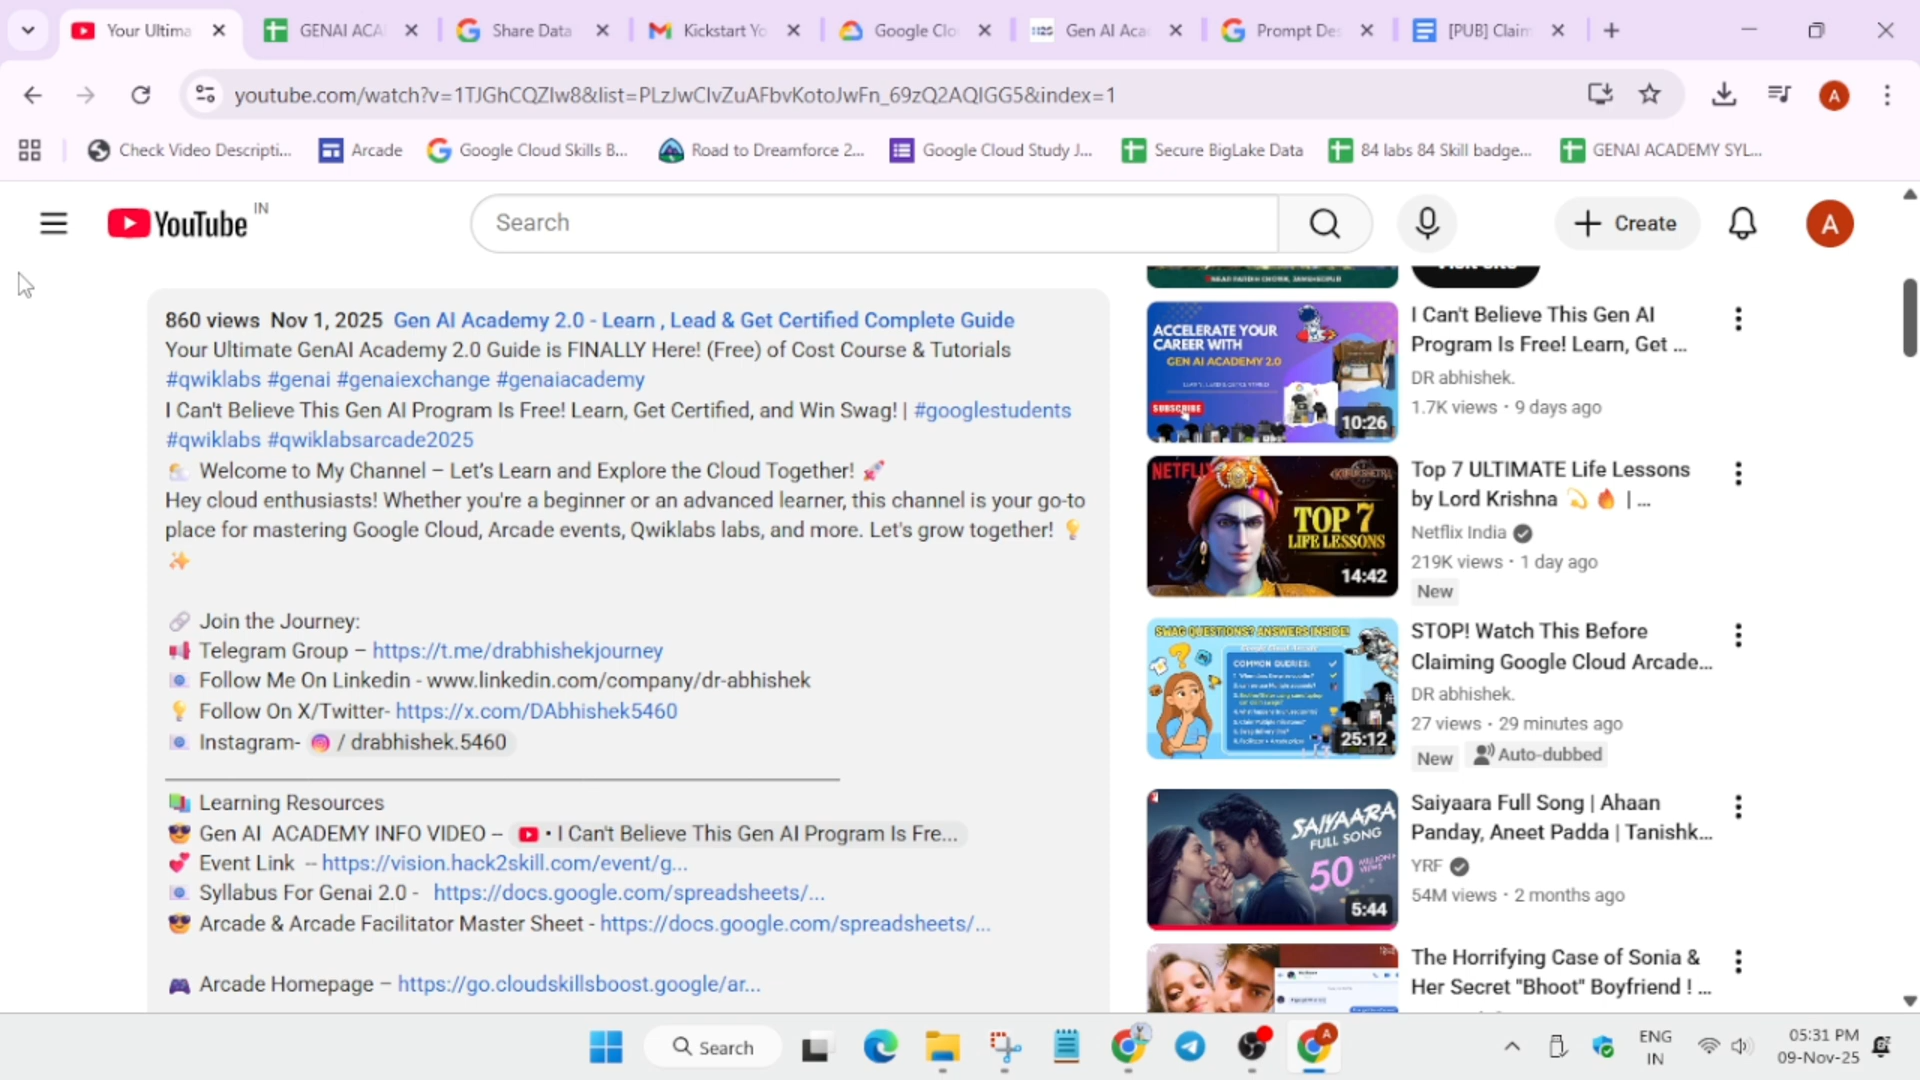 Your Ultima
GENAI ACA
Share Data
Kickstart Yo
Google Clo
Gen AI Aca
Prompt De
[PUB] Claim
youtube.com/watch?v=1TJGhCQZIw8&list=PLzJwCIvZuAFbvKotoJwFn_69zQ2AQIGG5&index=1
A
Check Video Descripti...
Arcade
Google Cloud Skills B...
Road to Dreamforce 2...
Google Cloud Study J...
Secure BigLake Data
84 labs 84 Skill badge...
GENAI ACADEMY SYL...
YouTube
IN
Search
Create
A
860 views Nov 1, 2025 Gen AI Academy 2.0 - Learn , Lead & Get Certified Complete Guide
Your Ultimate GenAI Academy 2.0 Guide is FINALLY Here! (Free) of Cost Course & Tutorials
#qwiklabs #genai #genaiexchange #genaiacademy
I Can't Believe This Gen AI Program Is Free! Learn, Get Certified, and Win Swag! | #googlestudents
#qwiklabs #qwiklabsarcade2025
Welcome to My Channel – Let's Learn and Explore the Cloud Together!
Hey cloud enthusiasts! Whether you're a beginner or an advanced learner, this channel is your go-to
place for mastering Google Cloud, Arcade events, Qwiklabs labs, and more. Let's grow together!
Join the Journey:
Telegram Group – https://t.me/drabhishekjourney
Follow Me On Linkedin - www.linkedin.com/company/dr-abhishek
Follow On X/Twitter- https://x.com/DAbhishek5460
Instagram- / drabhishek.5460
Learning Resources
Gen AI ACADEMY INFO VIDEO – • I Can't Believe This Gen AI Program Is Fre...
Event Link -- https://vision.hack2skill.com/event/g...
Syllabus For Genai 2.0 - https://docs.google.com/spreadsheets/...
Arcade & Arcade Facilitator Master Sheet - https://docs.google.com/spreadsheets/...
Arcade Homepage – https://go.cloudskillsboost.google/ar...
ACCELERATE YOUR
CAREER WITH
GEN AI ACADEMY 2.0
SUBSCRIBE
10:26
I Can't Believe This Gen AI
Program Is Free! Learn, Get ...
DR abhishek.
1.7K views • 9 days ago
NETFLIX
TOP 7
LIFE LESSONS
14:42
Top 7 ULTIMATE Life Lessons
by Lord Krishna | ...
Netflix India
219K views • 1 day ago
New
SWAG QUESTIONS? ANSWERS INSIDE!
COMMON QUERIES:
25:12
STOP! Watch This Before
Claiming Google Cloud Arcade...
DR abhishek.
27 views • 29 minutes ago
New
Auto-dubbed
SAIYAARA
FULL SONG
50
5:44
Saiyaara Full Song | Ahaan
Panday, Aneet Padda | Tanishk...
YRF
54M views • 2 months ago
The Horrifying Case of Sonia &
Her Secret "Bhoot" Boyfriend ! ...
Search
ENG
IN
05:31 PM
09-Nov-25